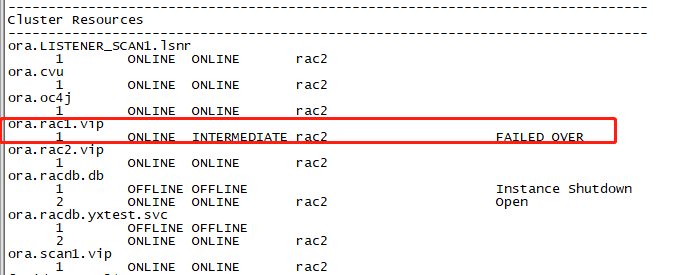 --------------------------------------------------------------------------------
Cluster Resources
--------------------------------------------------------------------------------
ora.LISTENER_SCAN1.lsnr
1 ONLINE ONLINE rac2
ora.cvu
1 ONLINE ONLINE rac2
ora.oc4j
1 ONLINE ONLINE rac2
ora.rac1.vip
1 ONLINE INTERMEDIATE rac2 FAILED OVER
ora.rac2.vip
1 ONLINE ONLINE rac2
ora.racdb.db
1 OFFLINE OFFLINE Instance Shutdown
2 ONLINE ONLINE rac2 Open
ora.racdb.yxtest.svc
1 OFFLINE OFFLINE
2 ONLINE ONLINE rac2
ora.scan1.vip
1 ONLINE ONLINE rac2